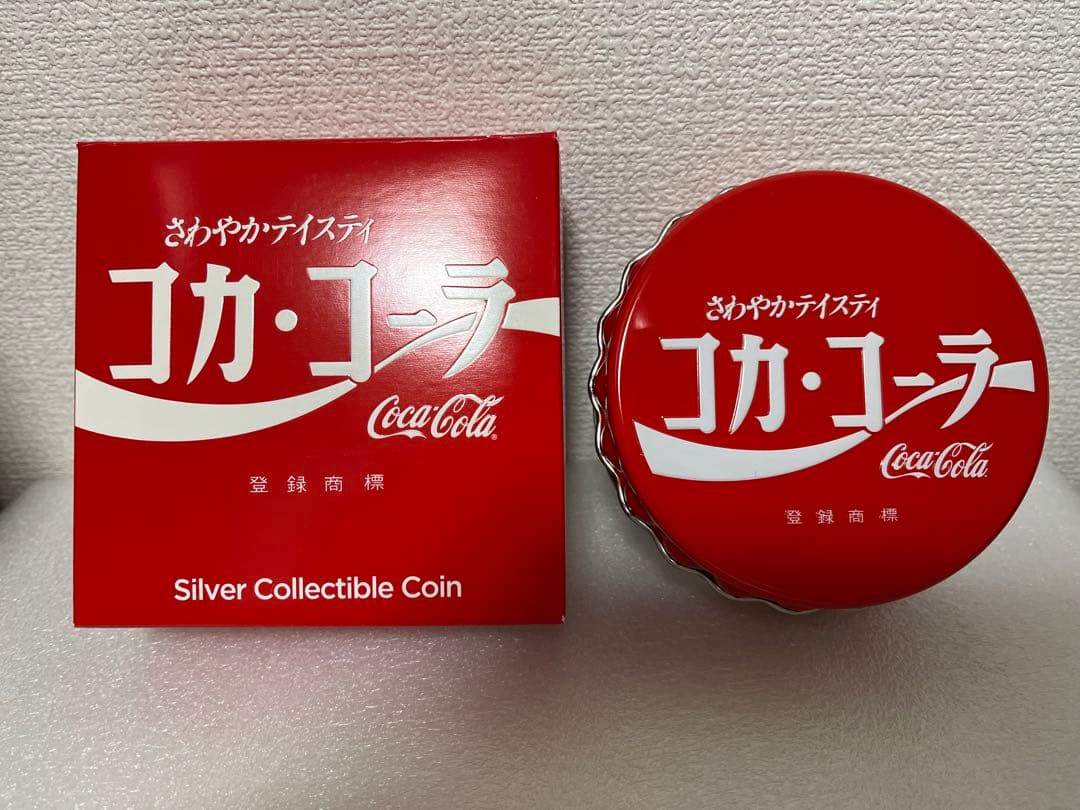 さわやかテイスティ
コカ・コーラ
Coca-Cola®
登録商標
Silver Collectible Coin
さわやかテイスティ
コカ・コーラ
Coca-Cola
登録商標